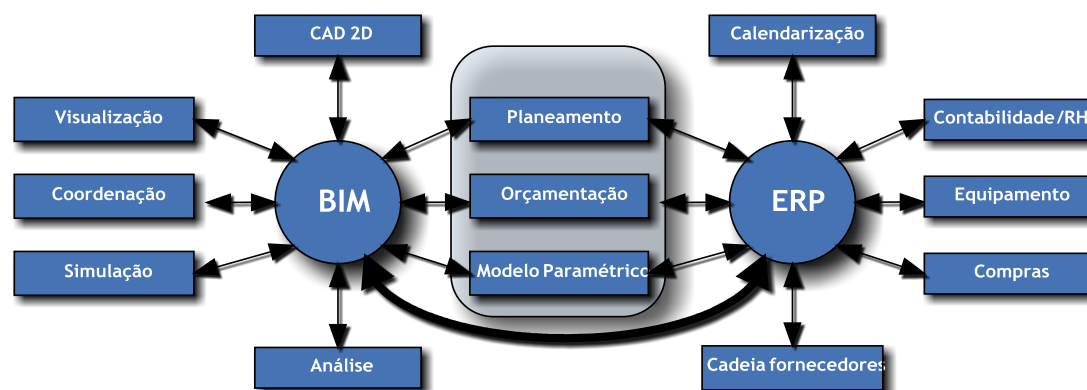 CAD 2D
Calendarização
Visualização
Planeamento
Contabilidade/RH
Coordenação
BIM
Orçamentação
ERP
Equipamento
Simulação
Modelo Paramétrico
Compras
Análise
Cadeia fornecedores